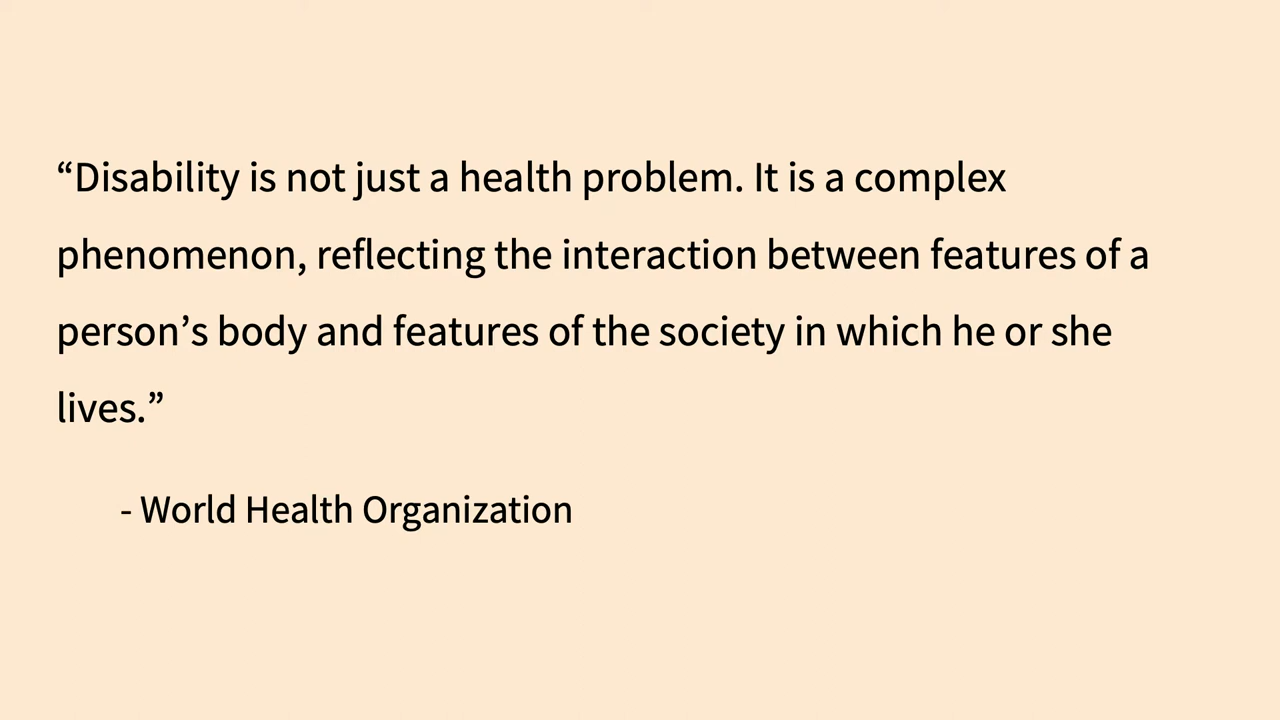 “Disability is not just a health problem. It is a complex
phenomenon, reflecting the interaction between features of a
person’s body and features of the society in which he or she
lives.”
- World Health Organization